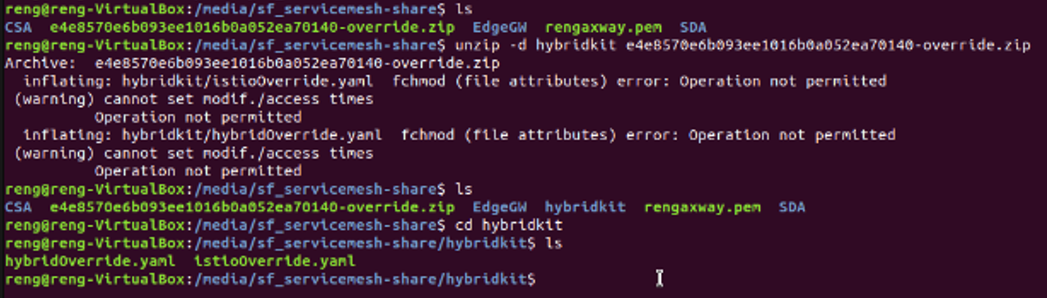 reng@reng-VirtualBox:/media/sf_servicemesh-share$ ls
CSA  e4e8570e6b093ee1016b0a052ea70140-override.zip  EdgeGW  rengaxway.pem  SDA
reng@reng-VirtualBox:/media/sf_servicemesh-share$ unzip -d hybridkit e4e8570e6b093ee1016b0a052ea70140-override.zip
Archive:  e4e8570e6b093ee1016b0a052ea70140-override.zip
  inflating: hybridkit/istioOverride.yaml  fchmod (file attributes) error: Operation not permitted
 (warning) cannot set modif./access times
          Operation not permitted
  inflating: hybridkit/hybridOverride.yaml  fchmod (file attributes) error: Operation not permitted
 (warning) cannot set modif./access times
          Operation not permitted
reng@reng-VirtualBox:/media/sf_servicemesh-share$ ls
CSA  e4e8570e6b093ee1016b0a052ea70140-override.zip  EdgeGW  hybridkit  rengaxway.pem  SDA
reng@reng-VirtualBox:/media/sf_servicemesh-share$ cd hybridkit
reng@reng-VirtualBox:/media/sf_servicemesh-share/hybridkit$ ls
hybridOverride.yaml  istioOverride.yaml
reng@reng-VirtualBox:/media/sf_servicemesh-share/hybridkit$